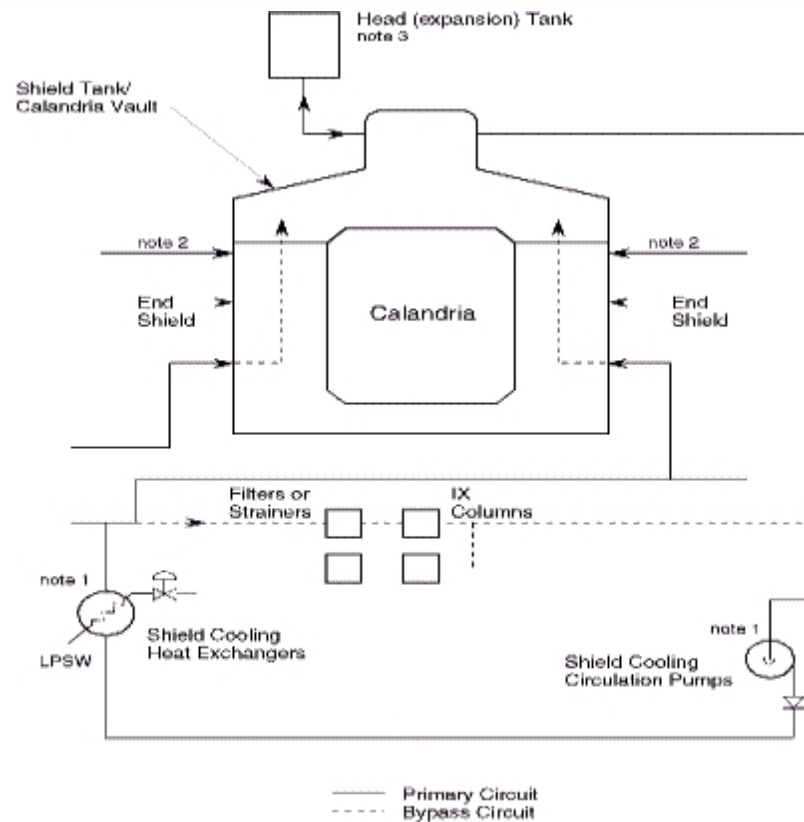 Head (expansion) Tank
note 3
Shield Tank/
Calandria Vault
note 2
note 2
End
Shield
Calandria
End
Shield
Filters or
Strainers
IX
Columns
note 1
LPSW
Shield Cooling
Heat Exchangers
note 1
Shield Cooling
Circulation Pumps
Primary Circuit
Bypass Circuit